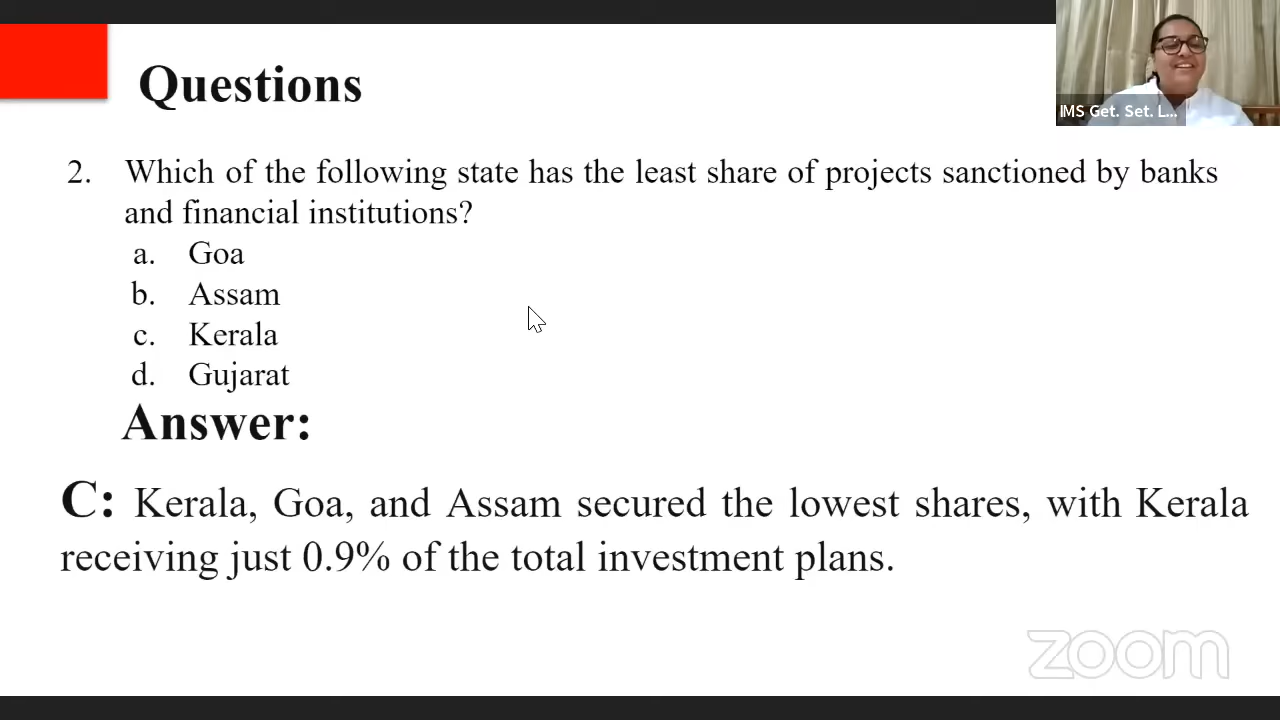 Questions
IMS Get. Set. L...
2. Which of the following state has the least share of projects sanctioned by banks
and financial institutions?
a. Goa
b. Assam
c. Kerala
d. Gujarat
Answer:
C: Kerala, Goa, and Assam secured the lowest shares, with Kerala
receiving just 0.9% of the total investment plans.
zoom